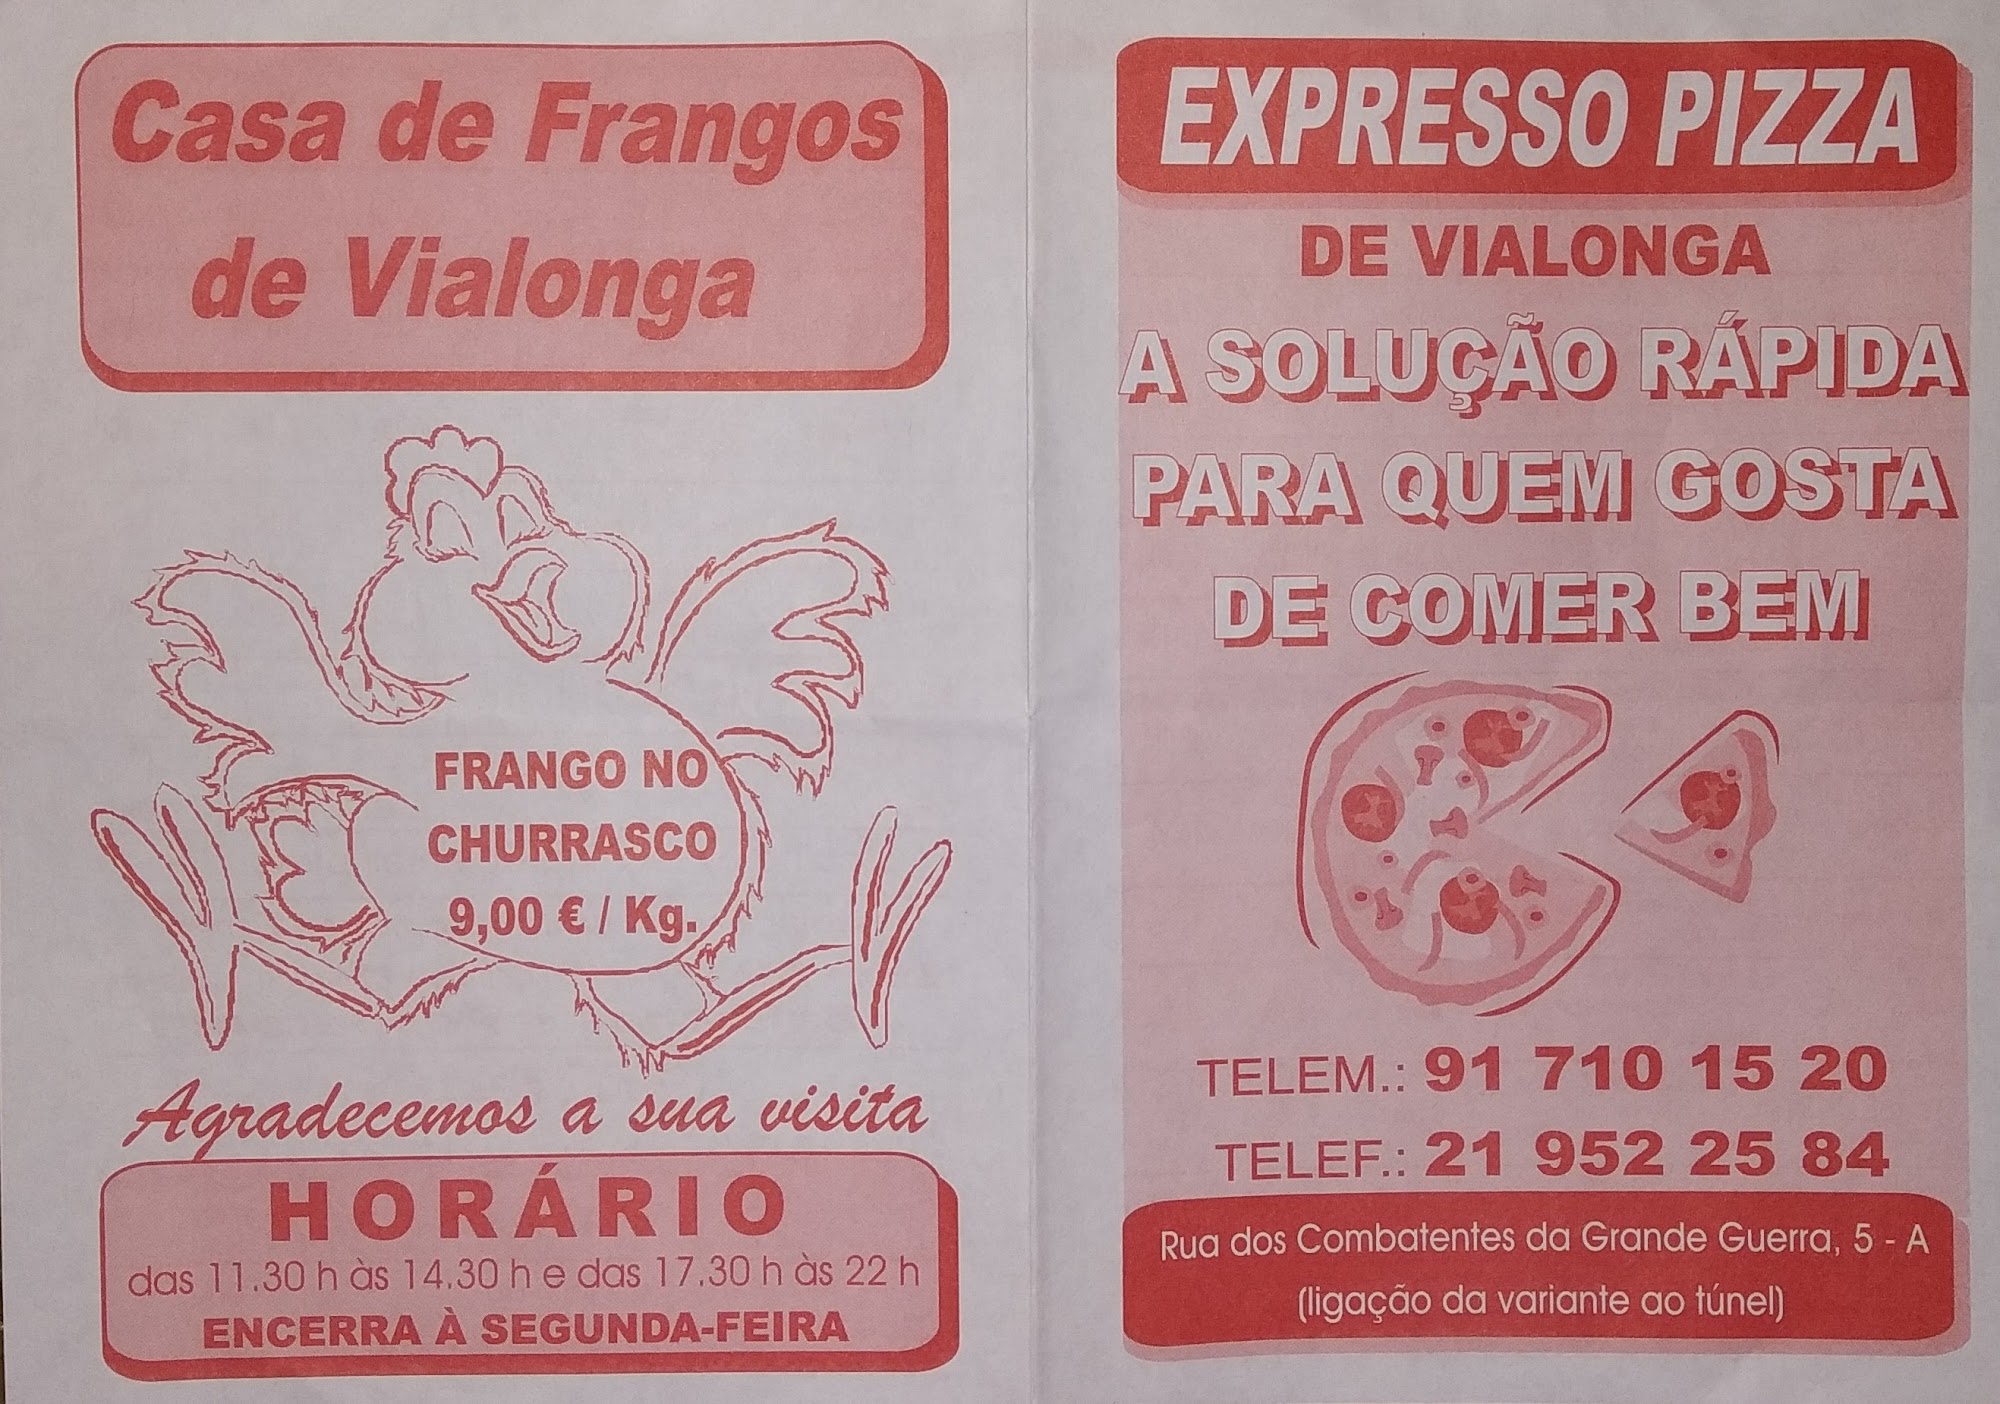 Casa de Frangos
de Vialonga
FRANGO NO
CHURRASCO
9,00 € / Kg.
Agradecemos a sua visita
HORÁRIO
das 11.30 h às 14.30 h e das 17.30 h às 22 h
ENCERRA À SEGUNDA-FEIRA
EXPRESSO PIZZA
DE VIALONGA
A SOLUÇÃO RÁPIDA
PARA QUEM GOSTA
DE COMER BEM
TELEM.: 91 710 15 20
TELEF.: 21 952 25 84
Rua dos Combatentes da Grande Guerra, 5 - A
(ligação da variante ao túnel)